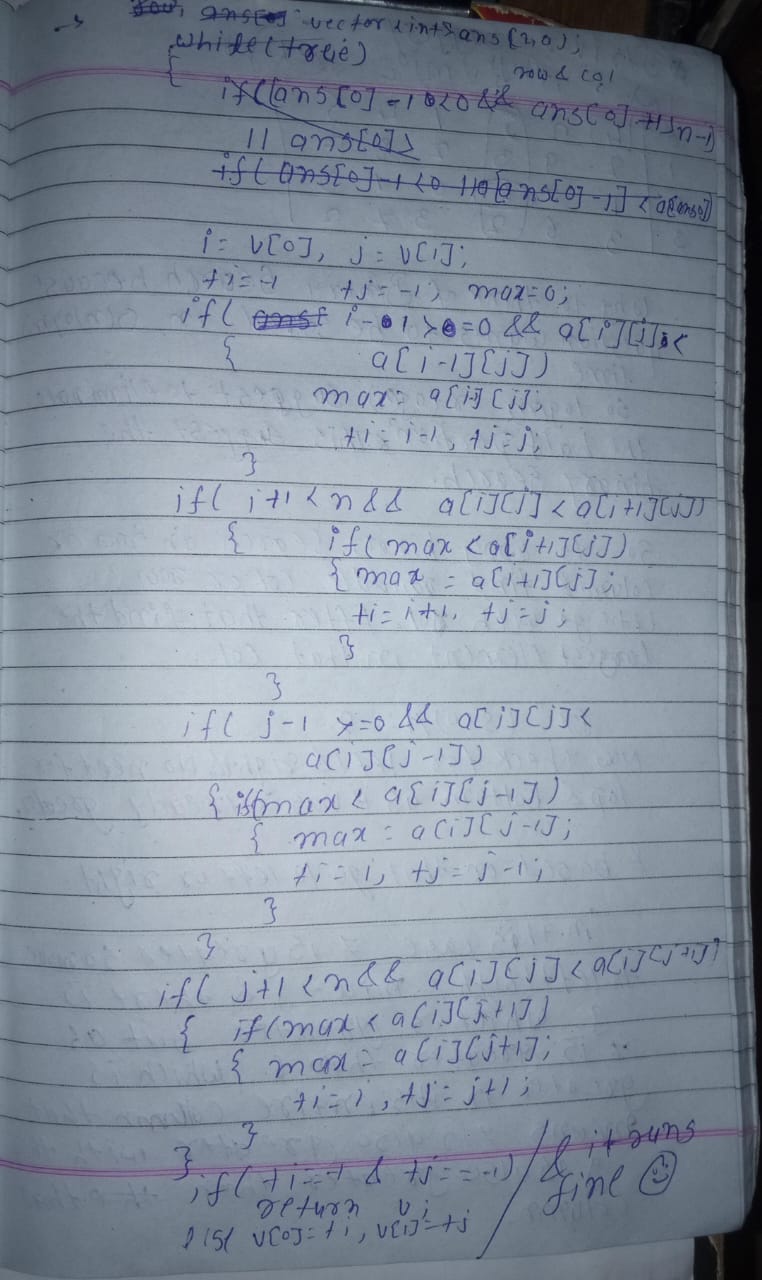 → vector<int> ans(2,0);
while(true)
row & col
{
if((ans[0]-1<0 && ans[0]+1≤n-1
|| ans[0]>
if( ans[0]-1<0 || a[ans[0]-1] < a[ans0]
i= v[0], j= v[1];
ti=-1 tj=-1, max=0;
if( i-1>=0 && a[i][j]<
{ a[i-1][j])
max= a[i-1][j];
ti=i-1, tj=j;
}
if( i+1<n && a[i][j]<a[i+1][j])
{ if( max<a[i+1][j])
{ max = a[i+1][j];
ti= i+1, tj=j;
}
}
if( j-1 >=0 && a[i][j]<
a[i][j-1])
{ if(max< a[i][j-1])
{ max = a[i][j-1];
ti=i, tj= j-1;
}
}
if( j+1<n && a[i][j]<a[i][j+1])
{ if(max<a[i][j+1])
{ max = a[i][j+1];
ti=i, tj= j+1;
}
}
if( ti==-1 & tj==-1)
return v;
else v[0]=ti, v[1]=tj
& it runs
fine ☺